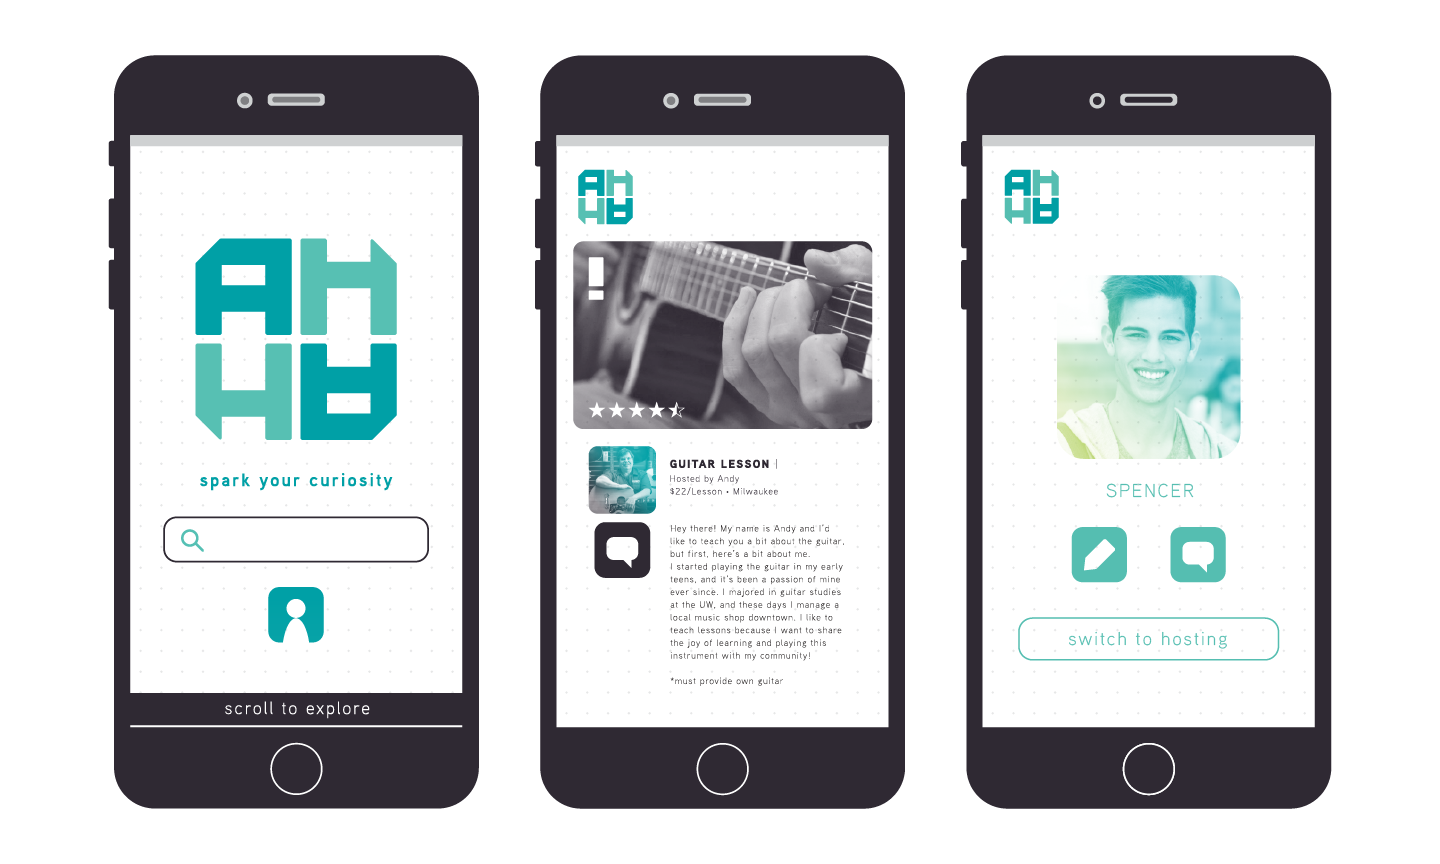 AH
HA
spark your curiosity
scroll to explore
AH
HA
!
GUITAR LESSON |
Hosted by Andy
$22/Lesson • Milwaukee
Hey there! My name is Andy and I'd
like to teach you a bit about the guitar,
but first, here's a bit about me.
I started playing the guitar in my early
teens, and it's been a passion of mine
ever since. I majored in guitar studies
at the UW, and these days I manage a
local music shop downtown. I like to
teach lessons because I want to share
the joy of learning and playing this
instrument with my community!
*must provide own guitar
AH
HA
SPENCER
switch to hosting